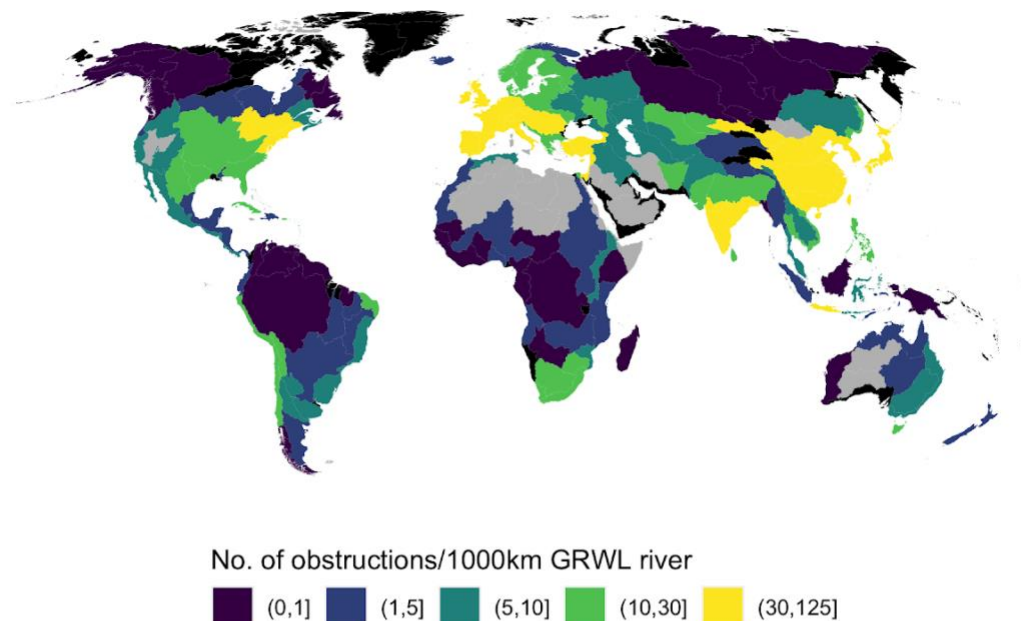 No. of obstructions/1000km GRWL river
(0,1] (1,5] (5,10] (10,30] (30,125]